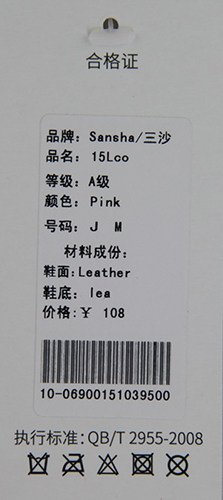 合格证
品牌: Sansha/三沙
品名: 15Lco
等级: A级
颜色: Pink
号码: J M
材料成份:
鞋面:Leather
鞋底: lea
价格:¥ 108
10-06900151039500
执行标准: QB/T 2955-2008